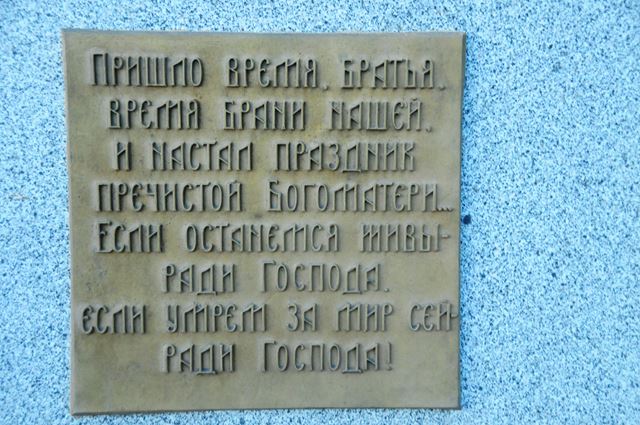 Пришло время, братья,
время брани нашей,
и настал праздник
пречистой Богоматери...
Если останемся живы-
ради Господа,
если умрем за мир сей-
ради Господа!